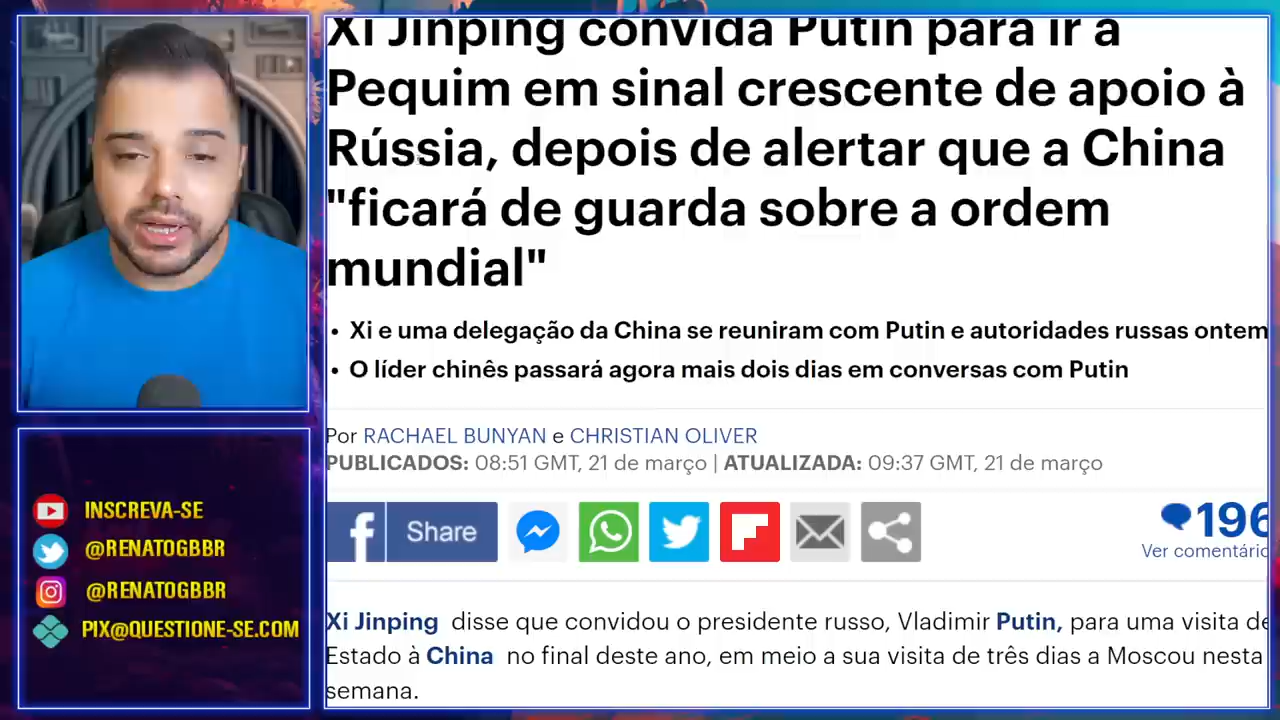 Xi Jinping convida Putin para ir a
Pequim em sinal crescente de apoio à
Rússia, depois de alertar que a China
"ficará de guarda sobre a ordem
mundial"
• Xi e uma delegação da China se reuniram com Putin e autoridades russas ontem
• O líder chinês passará agora mais dois dias em conversas com Putin
Por RACHAEL BUNYAN e CHRISTIAN OLIVER
PUBLICADOS: 08:51 GMT, 21 de março | ATUALIZADA: 09:37 GMT, 21 de março
f Share
196
Ver comentário
Xi Jinping disse que convidou o presidente russo, Vladimir Putin, para uma visita de
Estado à China no final deste ano, em meio a sua visita de três dias a Moscou nesta
semana.
INSCREVA-SE
@RENATOGBBR
@RENATOGBBR
PIX@QUESTIONE-SE.COM